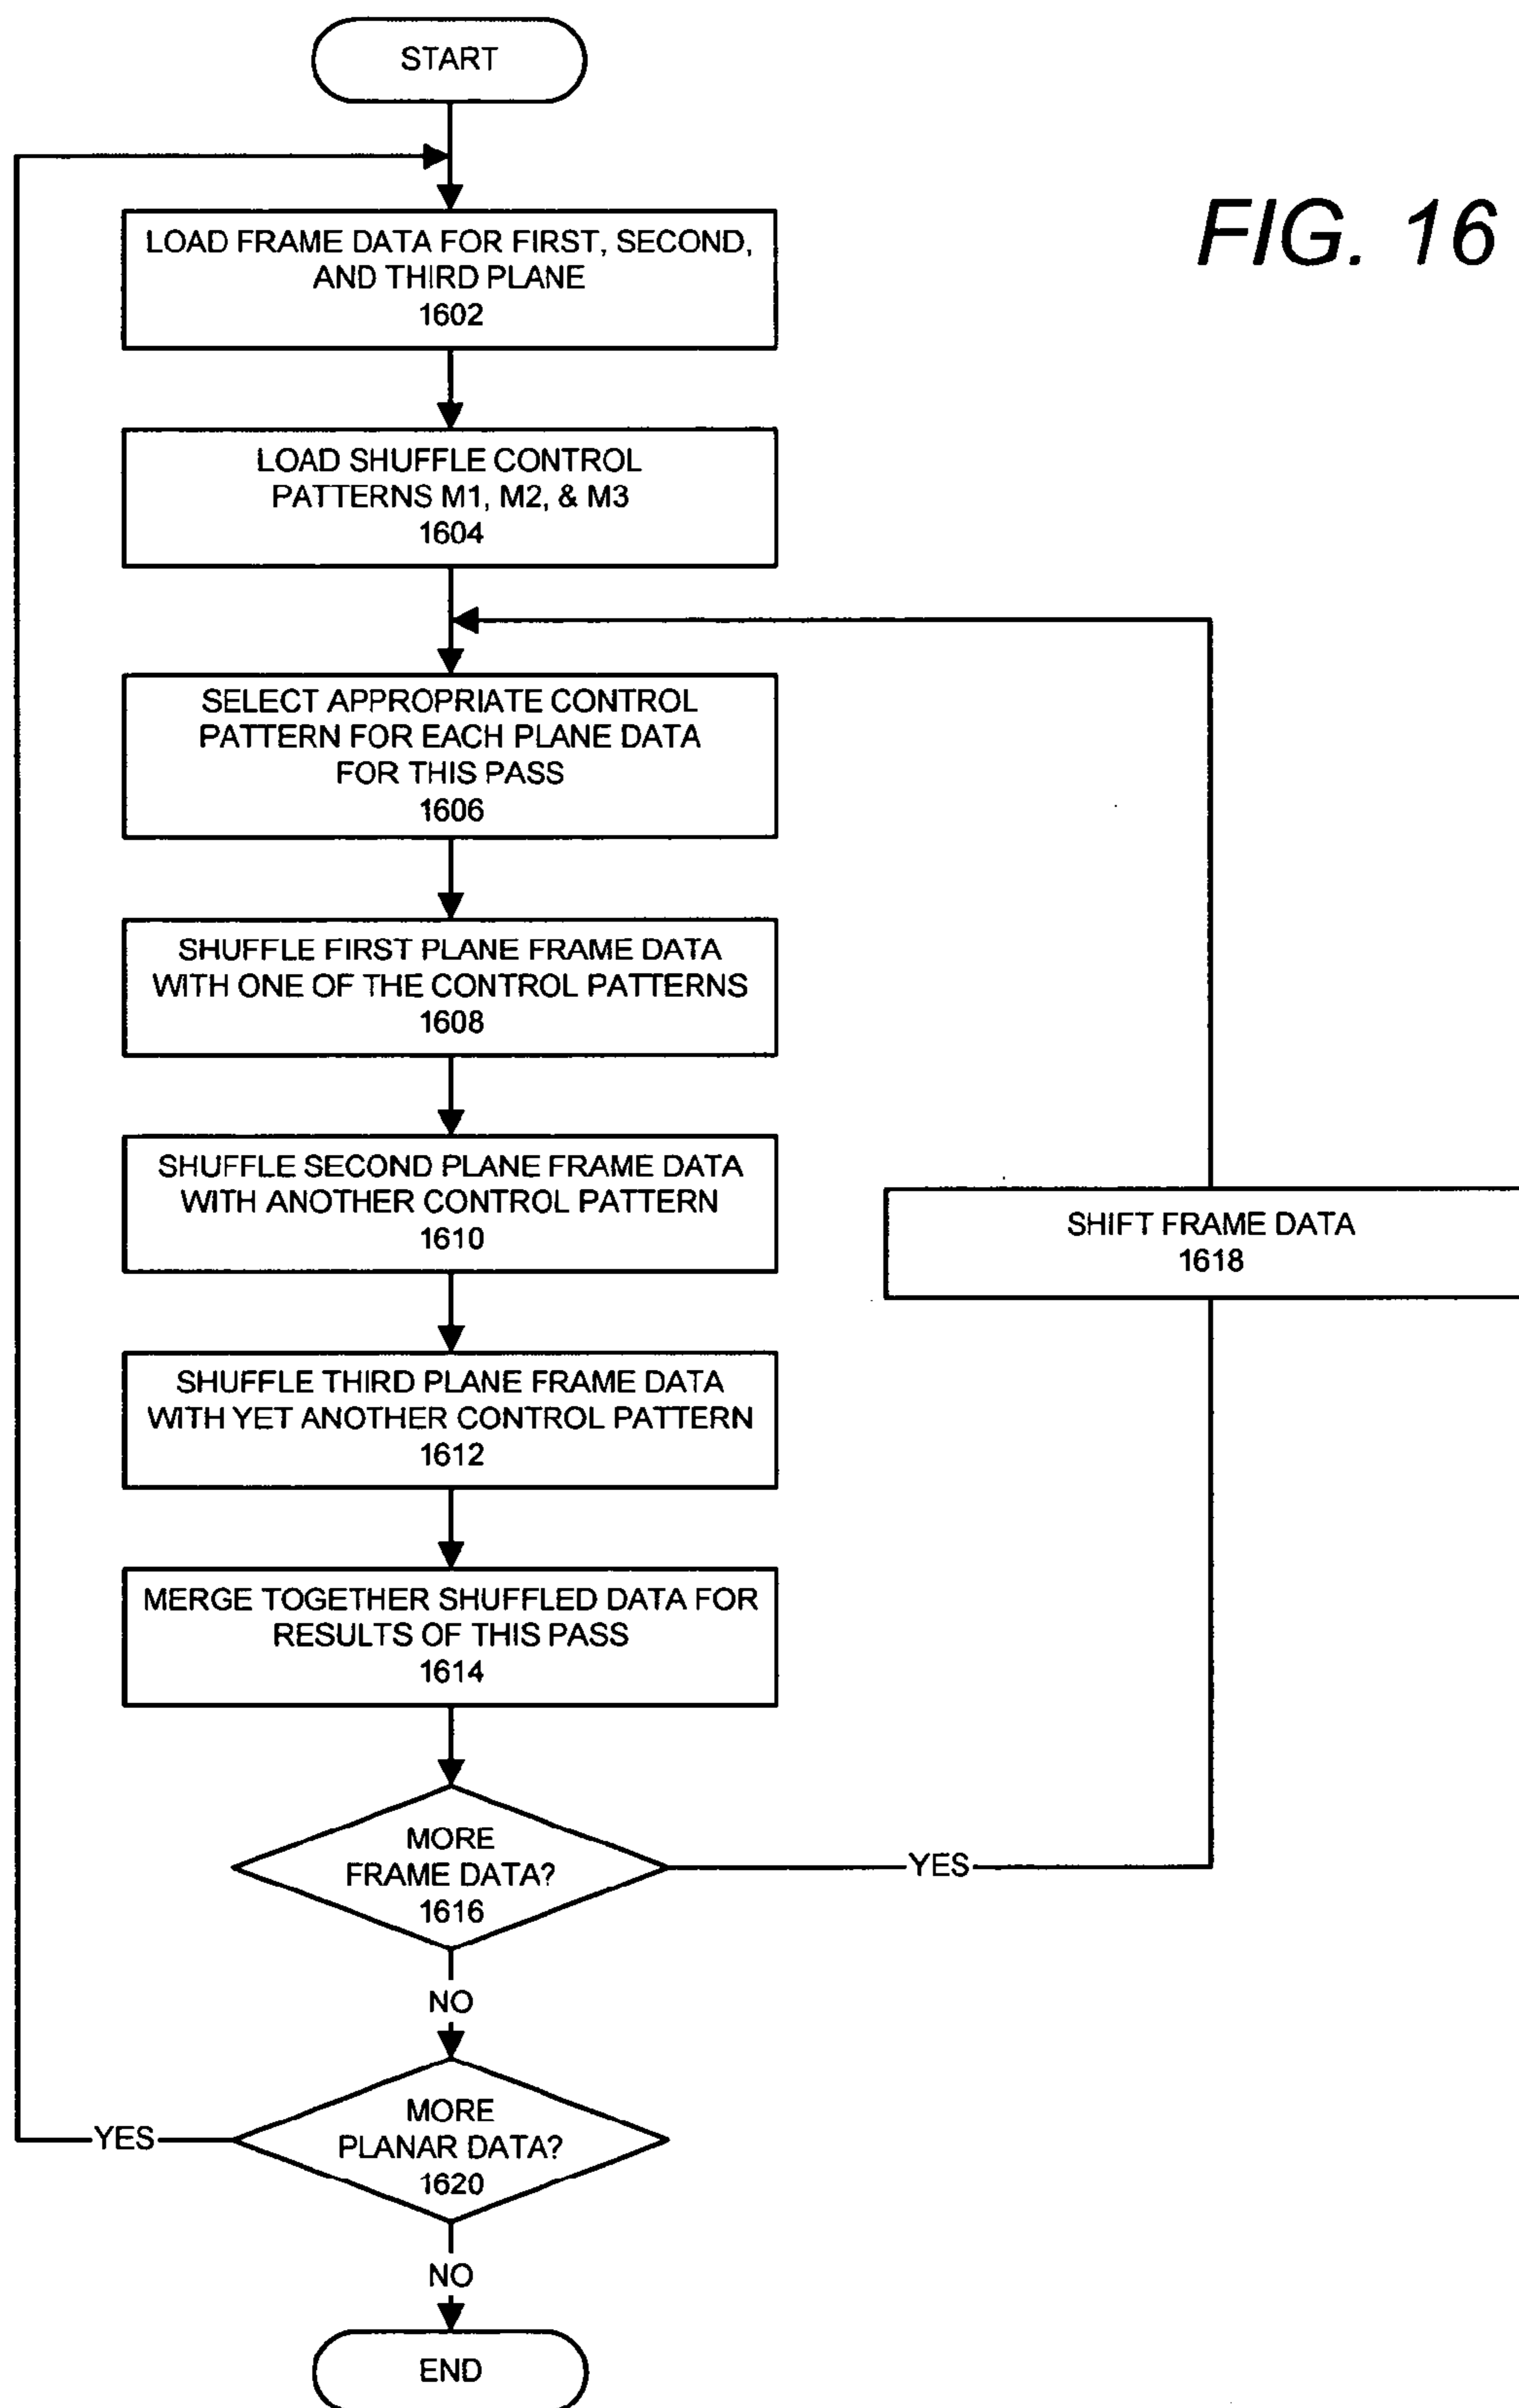 START
FIG. 16
LOAD FRAME DATA FOR FIRST, SECOND,
AND THIRD PLANE
1602
LOAD SHUFFLE CONTROL
PATTERNS M1, M2, & M3
1604
SELECT APPROPRIATE CONTROL
PATTERN FOR EACH PLANE DATA
FOR THIS PASS
1606
SHUFFLE FIRST PLANE FRAME DATA
WITH ONE OF THE CONTROL PATTERNS
1608
SHUFFLE SECOND PLANE FRAME DATA
WITH ANOTHER CONTROL PATTERN
1610
SHIFT FRAME DATA
1618
SHUFFLE THIRD PLANE FRAME DATA
WITH YET ANOTHER CONTROL PATTERN
1612
MERGE TOGETHER SHUFFLED DATA FOR
RESULTS OF THIS PASS
1614
MORE
FRAME DATA?
1616
YES
NO
MORE
PLANAR DATA?
1620
YES
NO
END